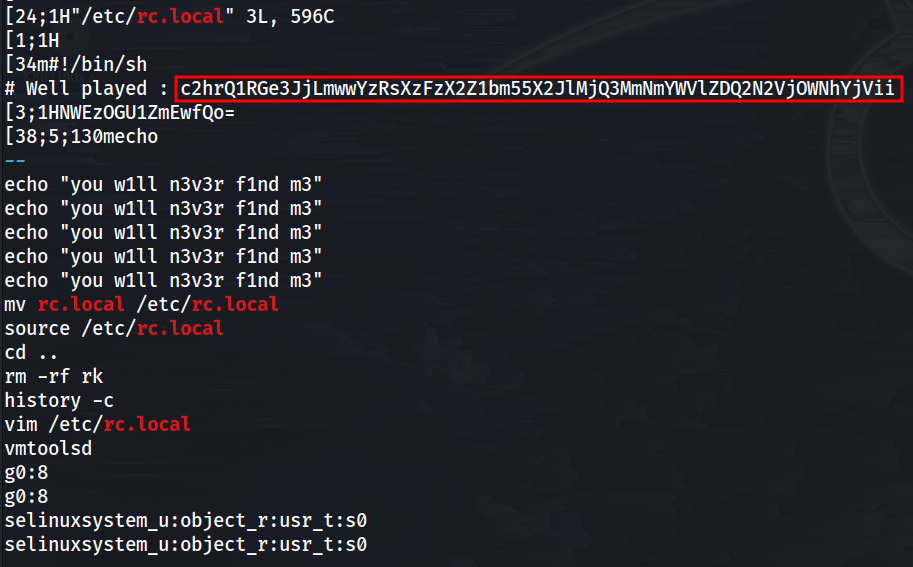 [24;1H"/etc/rc.local" 3L, 596C
[1;1H
[34m#!/bin/sh
# Well played : c2hrQ1RGe3JjLmwwYzRsXzFzX2Z1bm55X2JlMjQ3MmNmYWVlZDQ2N2VjOWNhYjVii
[3;1HNWEzOGU1ZmEwfQo=
[38;5;130mecho
--
echo "you w1ll n3v3r f1nd m3"
echo "you w1ll n3v3r f1nd m3"
echo "you w1ll n3v3r f1nd m3"
echo "you w1ll n3v3r f1nd m3"
echo "you w1ll n3v3r f1nd m3"
mv rc.local /etc/rc.local
source /etc/rc.local
cd ..
rm -rf rk
history -c
vim /etc/rc.local
vmtoolsd
g0:8
g0:8
selinuxsystem_u:object_r:usr_t:s0
selinuxsystem_u:object_r:usr_t:s0